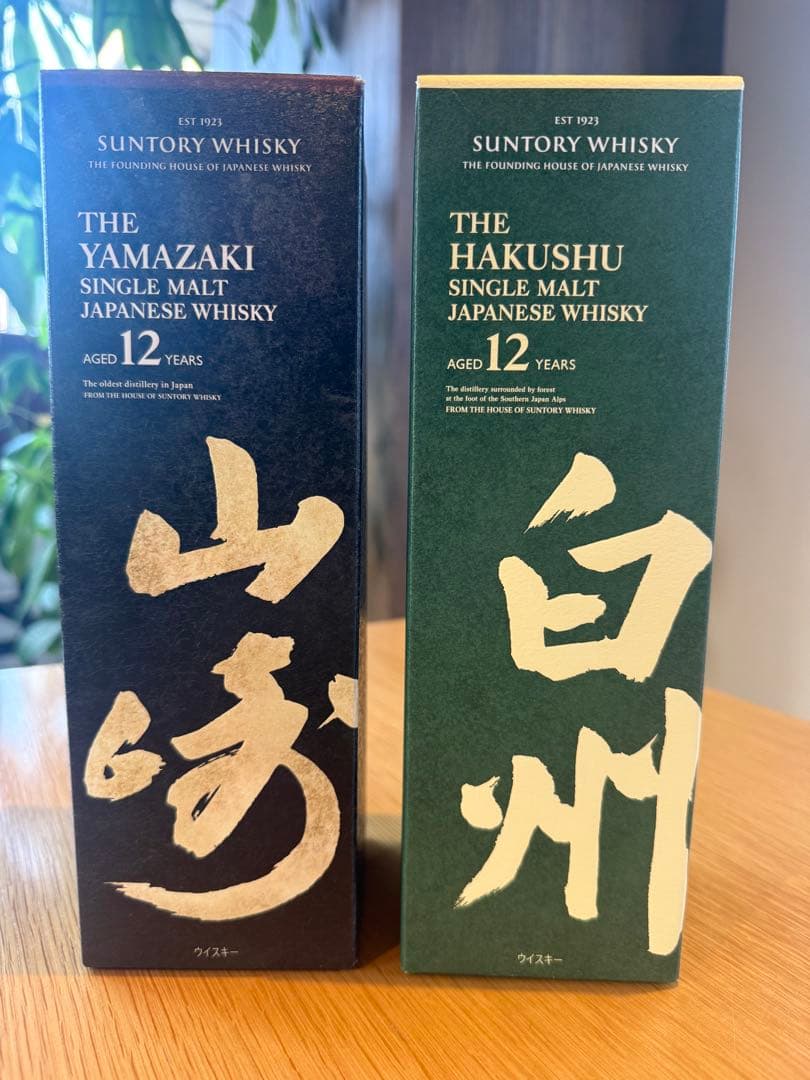 EST 1923
SUNTORY WHISKY
THE FOUNDING HOUSE OF JAPANESE WHISKY
THE
YAMAZAKI
SINGLE MALT
JAPANESE WHISKY
AGED 12 YEARS
The oldest distillery in Japan
FROM THE HOUSE OF SUNTORY WHISKY
山崎
ウイスキー
EST 1923
SUNTORY WHISKY
THE FOUNDING HOUSE OF JAPANESE WHISKY
THE
HAKUSHU
SINGLE MALT
JAPANESE WHISKY
AGED 12 YEARS
The distillery surrounded by forest
at the foot of the Southern Japan Alps
FROM THE HOUSE OF SUNTORY WHISKY
白州
ウイスキー